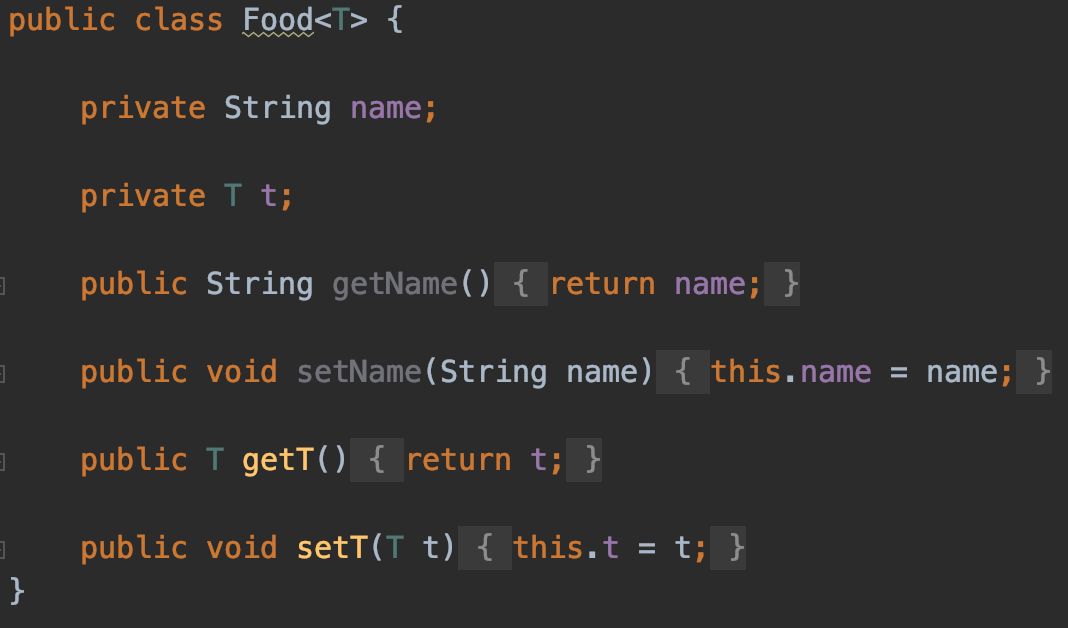 public class Food<T> {
private String name;
private T t;
public String getName() { return name; }
public void setName(String name) { this.name = name; }
public T getT() { return t; }
public void setT(T t) { this.t = t; }
}